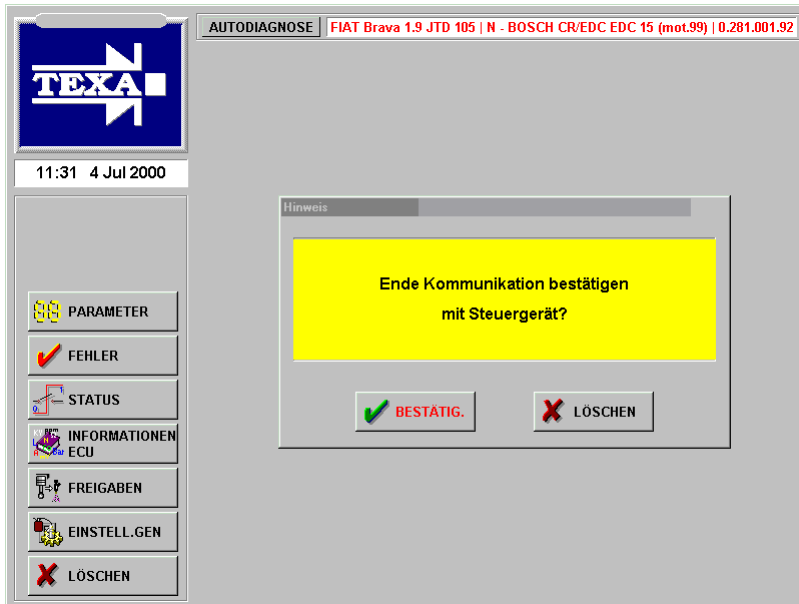 AUTODIAGNOSE FIAT Brava 1.9 JTD 105 | N - BOSCH CR/EDC EDC 15 (mot.99) | 0.281.001.92
TEXA
11:31 4 Jul 2000
Hinweis
Ende Kommunikation bestätigen
mit Steuergerät?
BESTÄTIG. LÖSCHEN
PARAMETER
FEHLER
STATUS
INFORMATIONEN
ECU
FREIGABEN
EINSTELL.GEN
LÖSCHEN